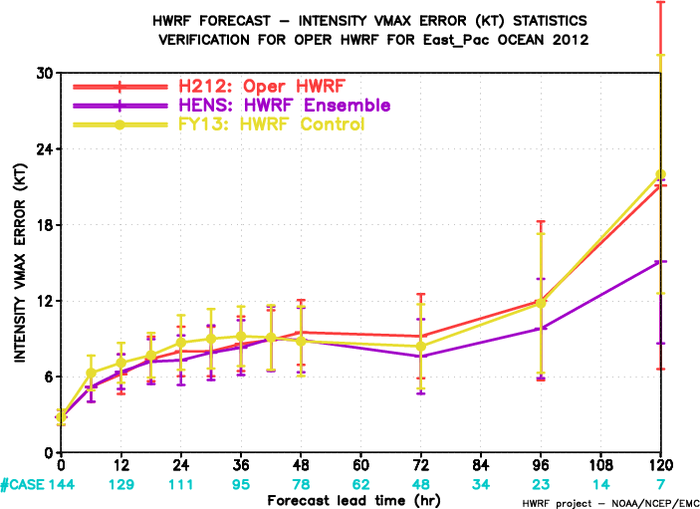 HWRF FORECAST – INTENSITY VMAX ERROR (KT) STATISTICS
VERIFICATION FOR OPER HWRF FOR East_Pac OCEAN 2012
H212: Oper HWRF
HENS: HWRF Ensemble
FY13: HWRF Control
INTENSITY VMAX ERROR (KT)
30
24
18
12
6
0
0 12 24 36 48 60 72 84 96 108 120
#CASE 144 129 111 95 78 62 48 34 23 14 7
Forecast lead time (hr)
HWRF project – NOAA/NCEP/EMC